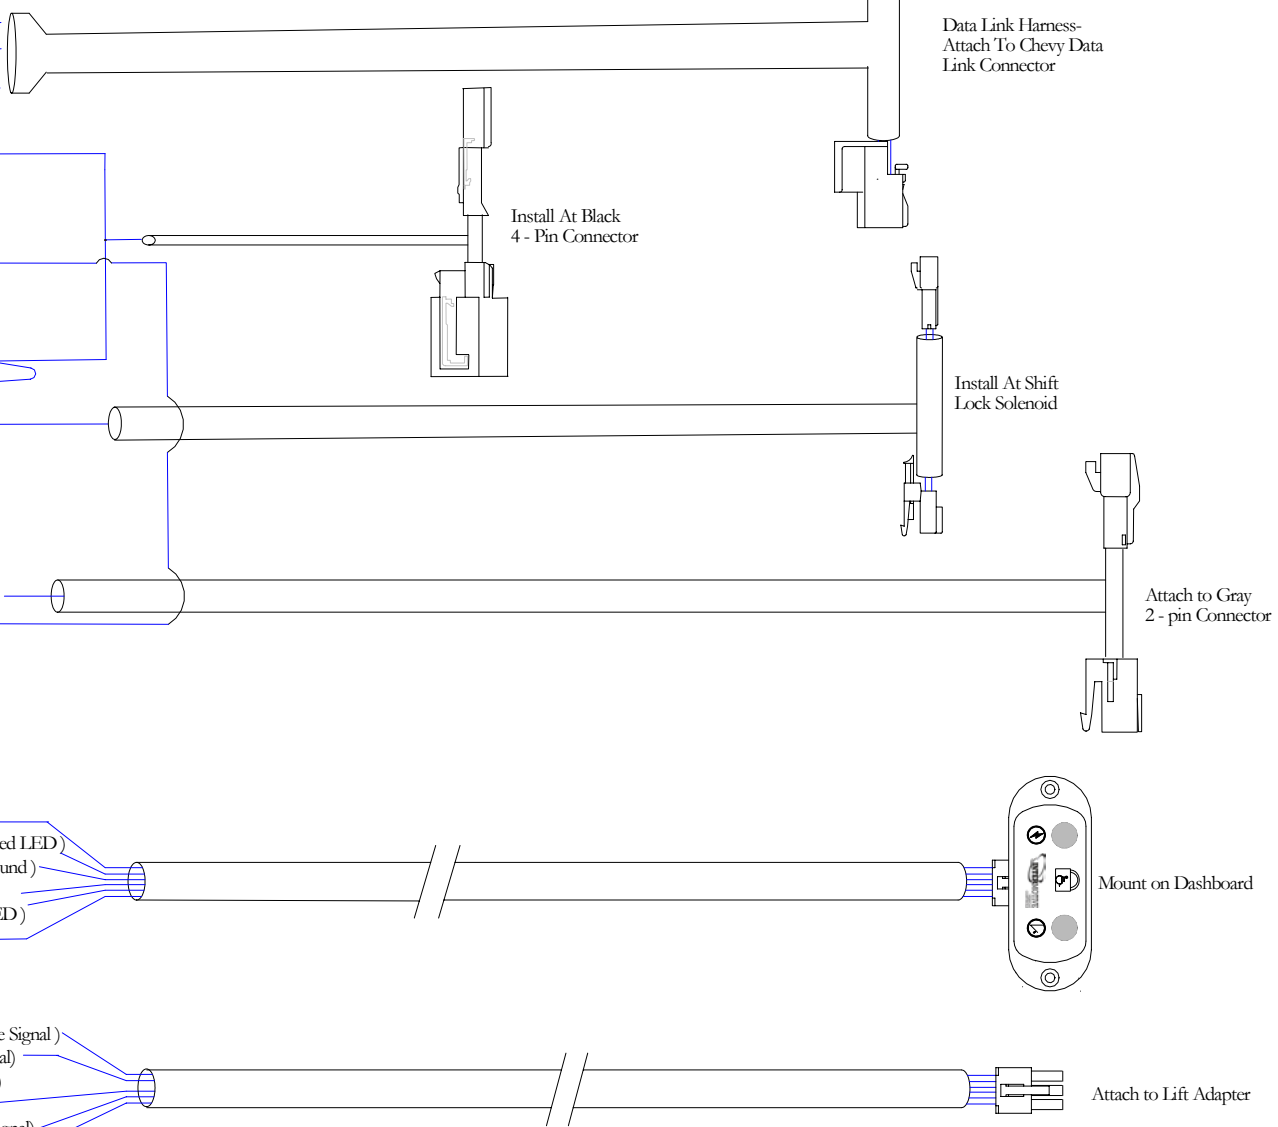 Data Link Harness-
Attach To Chevy Data
Link Connector
Install At Black
4 - Pin Connector
Install At Shift
Lock Solenoid
Attach to Gray
2 - pin Connector
ed LED )
und )
ED )
Mount on Dashboard
e Signal )
al)
)
Attach to Lift Adapter